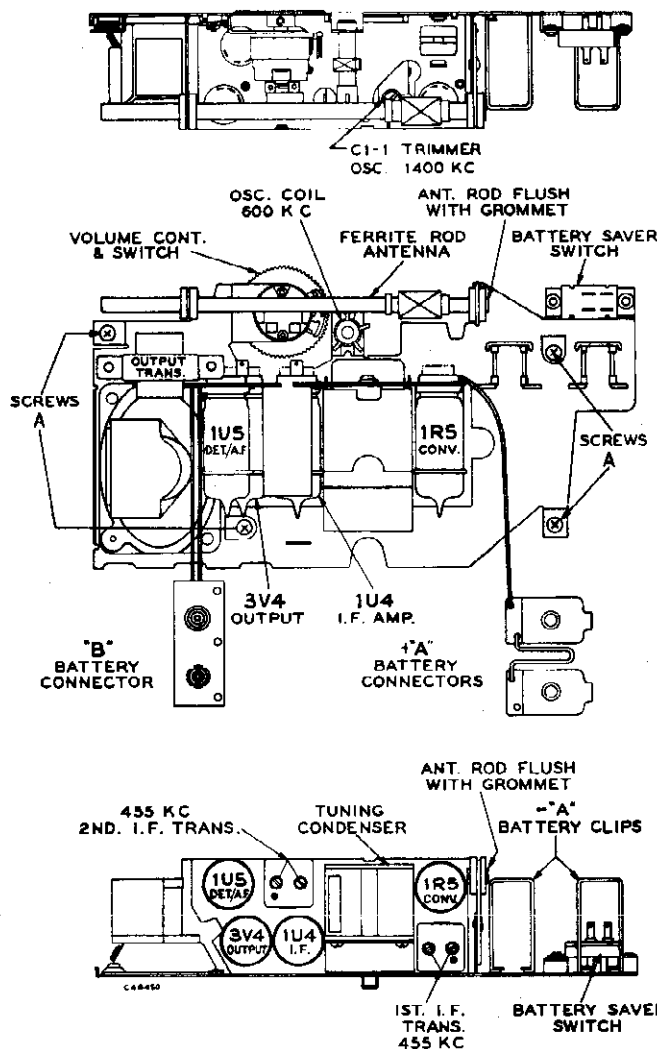 C1-1 TRIMMER
OSC. 1400 KC
OSC. COIL
600 KC
ANT. ROD FLUSH
WITH GROMMET
VOLUME CONT.
& SWITCH
FERRITE ROD
ANTENNA
BATTERY SAVER
SWITCH
OUTPUT
TRANS.
SCREWS
A
1U5
DET/A.F.
1R5
CONV.
SCREWS
A
3V4
OUTPUT
1U4
I.F. AMP.
"B"
BATTERY
CONNECTOR
+"A"
BATTERY
CONNECTORS
ANT. ROD FLUSH
WITH GROMMET
455 KC
2ND. I.F. TRANS.
TUNING
CONDENSER
-"A"
BATTERY CLIPS
1U5
DET/A.F.
1R5
CONV.
3V4
OUTPUT
1U4
I.F.
1ST. I.F.
TRANS.
455 KC
BATTERY SAVER
SWITCH